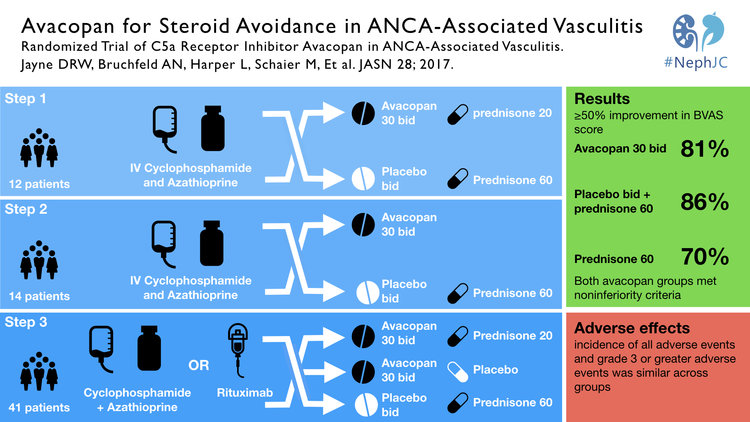 Avacopan for Steroid Avoidance in ANCA-Associated Vasculitis
Randomized Trial of C5a Receptor Inhibitor Avacopan in ANCA-Associated Vasculitis.
Jayne DRW, Bruchfeld AN, Harper L, Schaier M, Et al. JASN 28; 2017.
#NephJC
Step 1
12 patients
IV Cyclophosphamide
and Azathioprine
Avacopan
30 bid
prednisone 20
Placebo
bid
Prednisone 60
Step 2
14 patients
IV Cyclophosphamide
and Azathioprine
Avacopan
30 bid
Placebo
bid
Prednisone 60
Step 3
41 patients
Cyclophosphamide
+ Azathioprine
OR
Rituximab
Avacopan
30 bid
Prednisone 20
Avacopan
30 bid
Placebo
Placebo
bid
Prednisone 60
Results
≥50% improvement in BVAS
score
Avacopan 30 bid 81%
Placebo bid +
prednisone 60 86%
Prednisone 60 70%
Both avacopan groups met
noninferiority criteria
Adverse effects
incidence of all adverse events
and grade 3 or greater adverse
events was similar across
groups